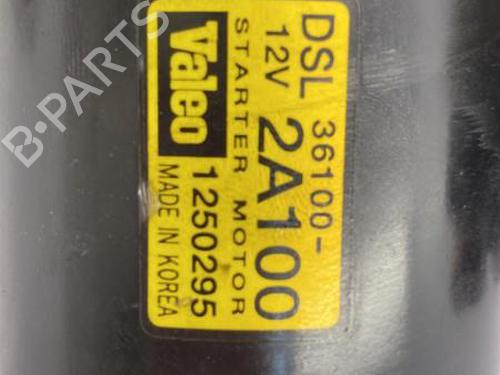 DSL 36100-
12V 2A100
STARTER MOTOR
Valeo 1250295
MADE IN KOREA
B-PARTS